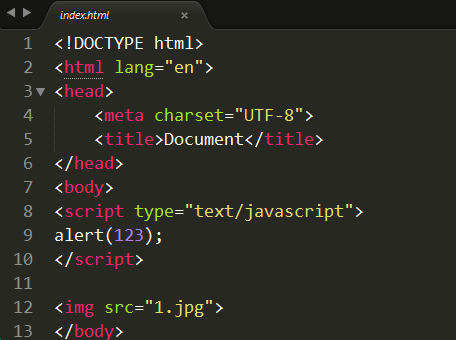 index.html ×
1 <!DOCTYPE html>
2 <html lang="en">
3 <head>
4 <meta charset="UTF-8">
5 <title>Document</title>
6 </head>
7 <body>
8 <script type="text/javascript">
9 alert(123);
10 </script>
11
12 <img src="1.jpg">
13 </body>